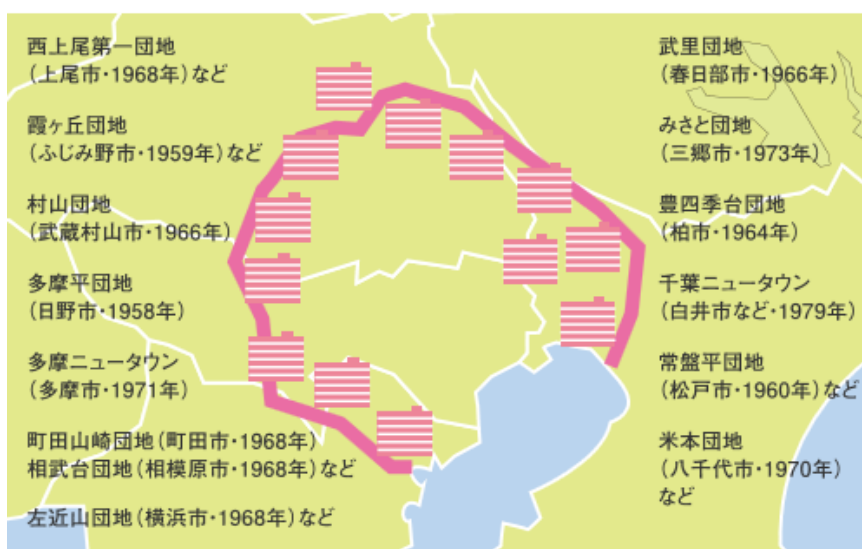 西上尾第一団地
(上尾市・1968年)など
霞ヶ丘団地
(ふじみ野市・1959年)など
村山団地
(武蔵村山市・1966年)
多摩平団地
(日野市・1958年)
多摩ニュータウン
(多摩市・1971年)
町田山崎団地(町田市・1968年)
相武台団地(相模原市・1968年)など
左近山団地(横浜市・1968年)など
武里団地
(春日部市・1966年)
みさと団地
(三郷市・1973年)
豊四季台団地
(柏市・1964年)
千葉ニュータウン
(白井市など・1979年)
常盤平団地
(松戸市・1960年)など
米本団地
(八千代市・1970年)
など